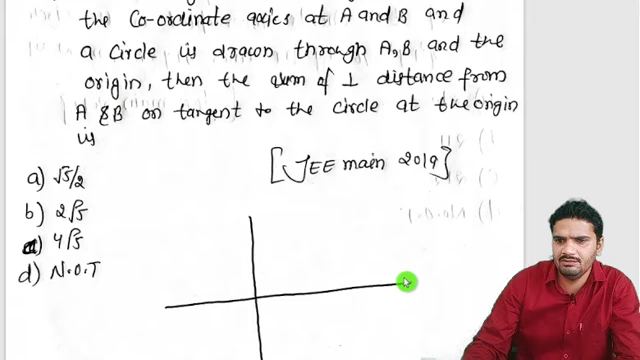 the Co-ordinate axies at A and B and
a Circle is drawn through A, B and the
origin, then the sum of ⊥ distance from
A & B on tangent to the circle at the origin
is
[JEE main 2019]
a) √5/2
b) 2√5
c) 4√5
d) N.O.T